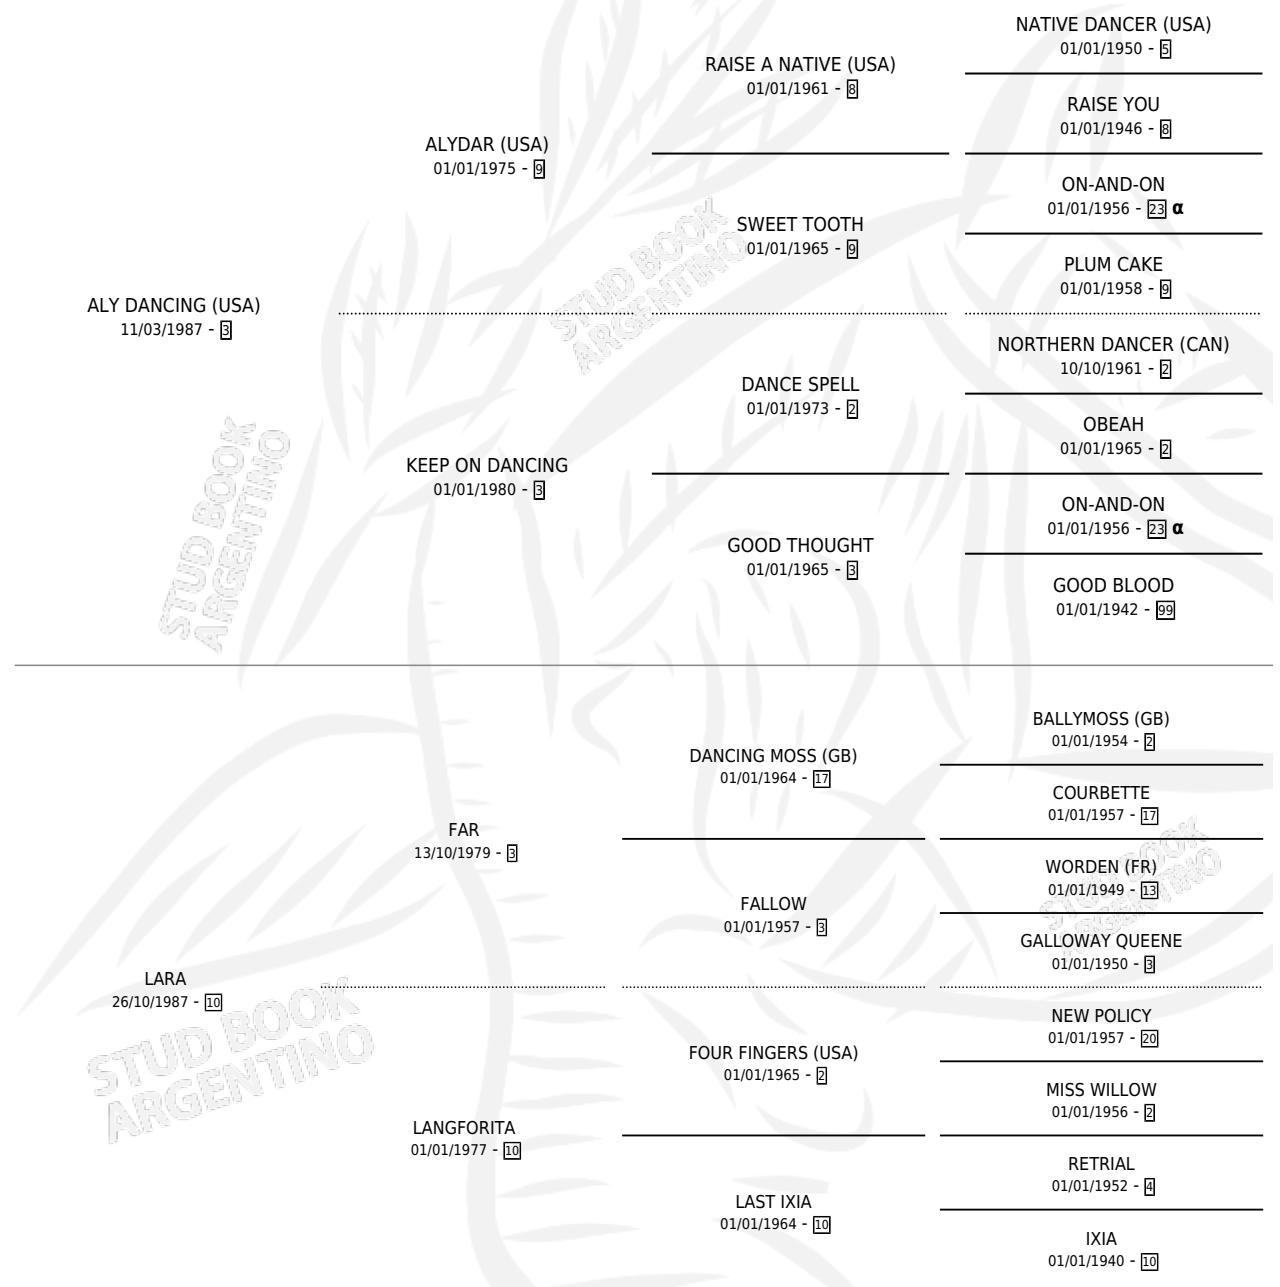 NATIVE DANCER (USA)
01/01/1950 - 5
RAISE A NATIVE (USA)
01/01/1961 - 8
RAISE YOU
01/01/1946 - 8
ALYDAR (USA)
01/01/1975 - 9
ON-AND-ON
01/01/1956 - 23 α
SWEET TOOTH
01/01/1965 - 9
PLUM CAKE
01/01/1958 - 9
ALY DANCING (USA)
11/03/1987 - 3
NORTHERN DANCER (CAN)
10/10/1961 - 2
DANCE SPELL
01/01/1973 - 2
OBEAH
01/01/1965 - 2
KEEP ON DANCING
01/01/1980 - 3
ON-AND-ON
01/01/1956 - 23 α
GOOD THOUGHT
01/01/1965 - 3
GOOD BLOOD
01/01/1942 - 99
BALLYMOSS (GB)
01/01/1954 - 2
DANCING MOSS (GB)
01/01/1964 - 17
COURBETTE
01/01/1957 - 17
FAR
13/10/1979 - 3
WORDEN (FR)
01/01/1949 - 13
FALLOW
01/01/1957 - 3
GALLOWAY QUEENE
01/01/1950 - 3
LARA
26/10/1987 - 10
NEW POLICY
01/01/1957 - 20
FOUR FINGERS (USA)
01/01/1965 - 2
MISS WILLOW
01/01/1956 - 2
LANGFORITA
01/01/1977 - 10
RETRIAL
01/01/1952 - 4
LAST IXIA
01/01/1964 - 10
IXIA
01/01/1940 - 10
STUD BOOK
ARGENTINO
STUD BOOK
ARGENTINO
STUD BOOK
ARGENTINO
STUD BOOK
ARGENTINO